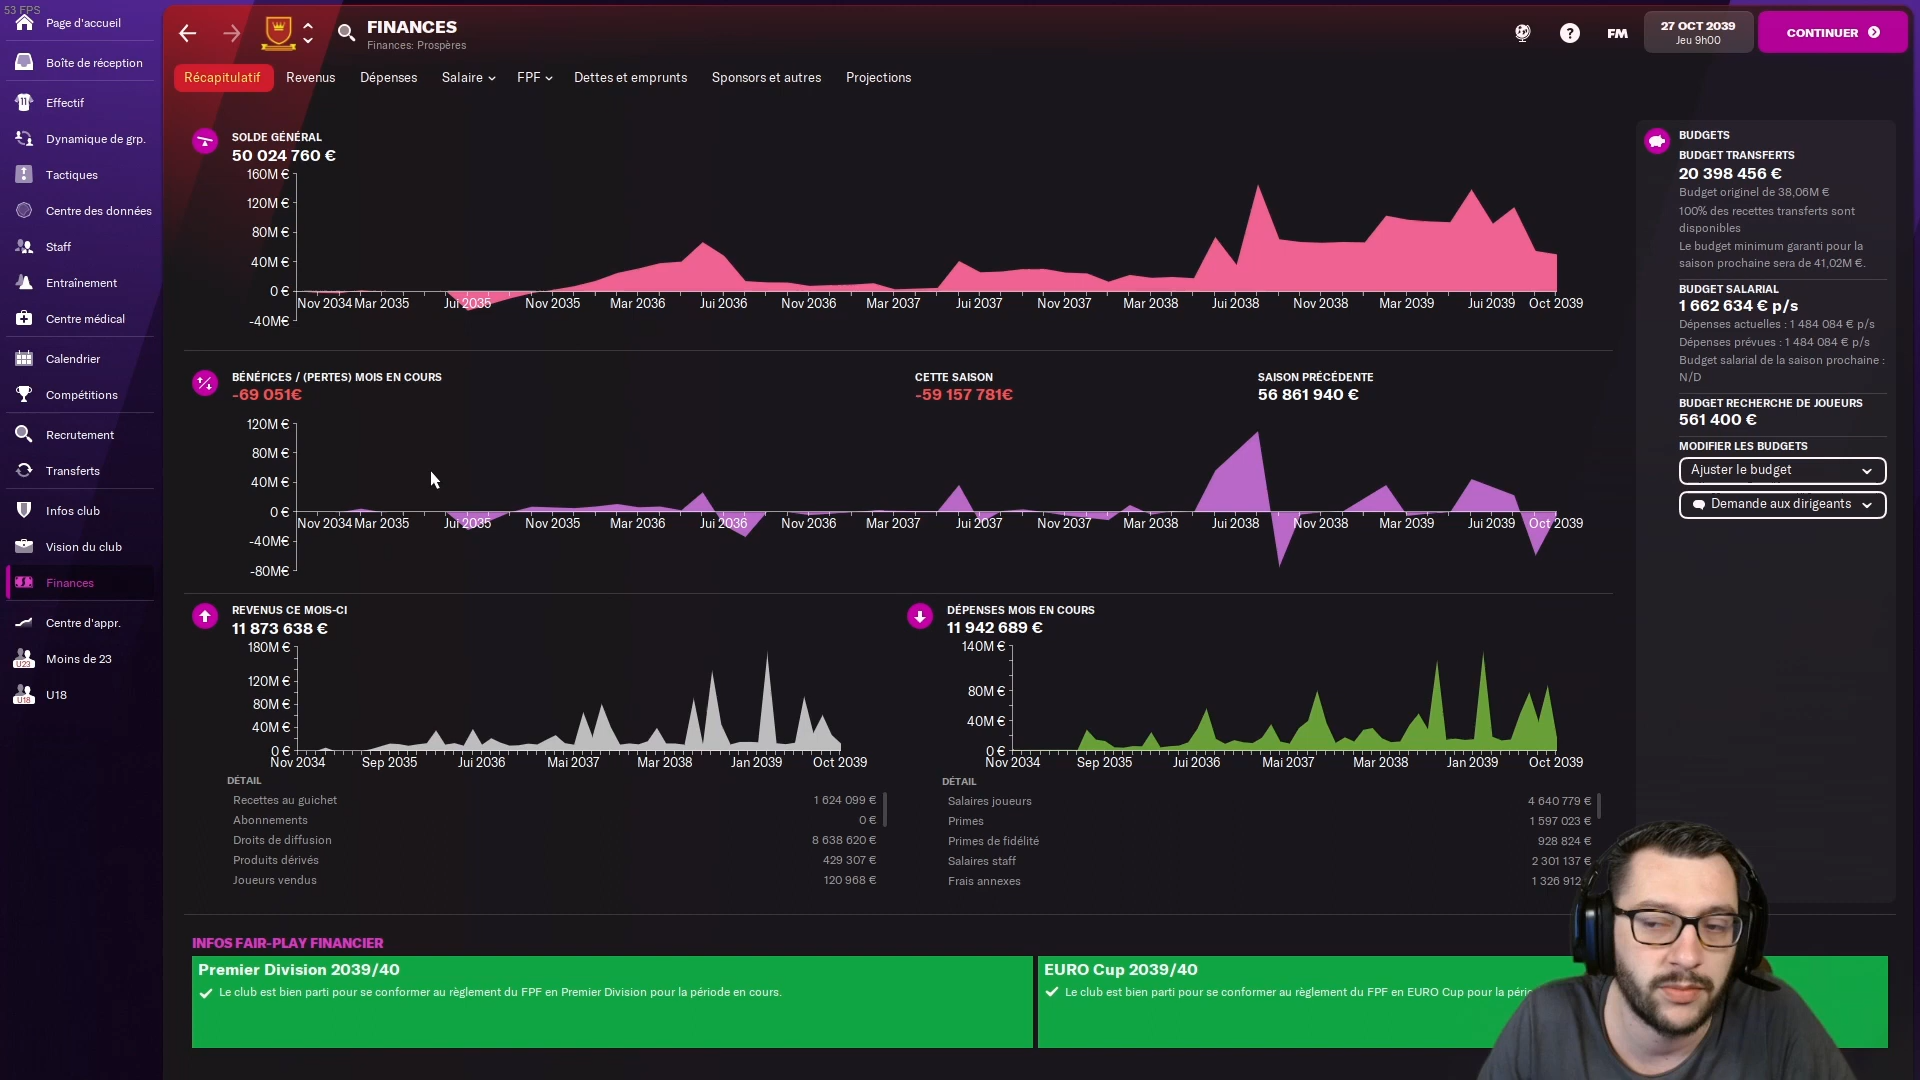 53 FPS
Page d'accueil
Boîte de réception
Effectif
Dynamique de grp.
Tactiques
Centre des données
Staff
Entraînement
Centre médical
Calendrier
Compétitions
Recrutement
Transferts
Infos club
Vision du club
Finances
Centre d'appr.
U23
Moins de 23
U18
U18
FINANCES
Finances: Prospères
FM
27 OCT 2039
Jeu 9h00
CONTINUER
Récapitulatif
Revenus
Dépenses
Salaire
FPF
Dettes et emprunts
Sponsors et autres
Projections
SOLDE GÉNÉRAL
50 024 760 €
160M €
120M €
80M €
40M €
0 €
-40M€
Nov 2034 Mar 2035 Jui 2035 Nov 2035 Mar 2036 Jui 2036 Nov 2036 Mar 2037 Jui 2037 Nov 2037 Mar 2038 Jui 2038 Nov 2038 Mar 2039 Jui 2039 Oct 2039
BÉNÉFICES / (PERTES) MOIS EN COURS
-69 051€
CETTE SAISON
-59 157 781€
SAISON PRÉCÉDENTE
56 861 940 €
120M €
80M €
40M €
0 €
-40M€
-80M€
Nov 2034 Mar 2035 Jui 2035 Nov 2035 Mar 2036 Jui 2036 Nov 2036 Mar 2037 Jui 2037 Nov 2037 Mar 2038 Jui 2038 Nov 2038 Mar 2039 Jui 2039 Oct 2039
REVENUS CE MOIS-CI
11 873 638 €
180M €
120M €
80M €
40M €
0 €
Nov 2034 Sep 2035 Jui 2036 Mai 2037 Mar 2038 Jan 2039 Oct 2039
DÉTAIL
Recettes au guichet 1 624 099 €
Abonnements 0 €
Droits de diffusion 8 638 620 €
Produits dérivés 429 307 €
Joueurs vendus 120 968 €
DÉPENSES MOIS EN COURS
11 942 689 €
140M €
80M €
40M €
0 €
Nov 2034 Sep 2035 Jui 2036 Mai 2037 Mar 2038 Jan 2039 Oct 2039
DÉTAIL
Salaires joueurs 4 640 779 €
Primes 1 597 023 €
Primes de fidélité 928 824 €
Salaires staff 2 301 137 €
Frais annexes 1 326 912
BUDGETS
BUDGET TRANSFERTS
20 398 456 €
Budget originel de 38,06M €
100% des recettes transferts sont
disponibles
Le budget minimum garanti pour la
saison prochaine sera de 41,02M €.
BUDGET SALARIAL
1 662 634 € p/s
Dépenses actuelles : 1 484 084 € p/s
Dépenses prévues : 1 484 084 € p/s
Budget salarial de la saison prochaine :
N/D
BUDGET RECHERCHE DE JOUEURS
561 400 €
MODIFIER LES BUDGETS
Ajuster le budget
Demande aux dirigeants
INFOS FAIR-PLAY FINANCIER
Premier Division 2039/40
Le club est bien parti pour se conformer au règlement du FPF en Premier Division pour la période en cours.
EURO Cup 2039/40
Le club est bien parti pour se conformer au règlement du FPF en EURO Cup pour la